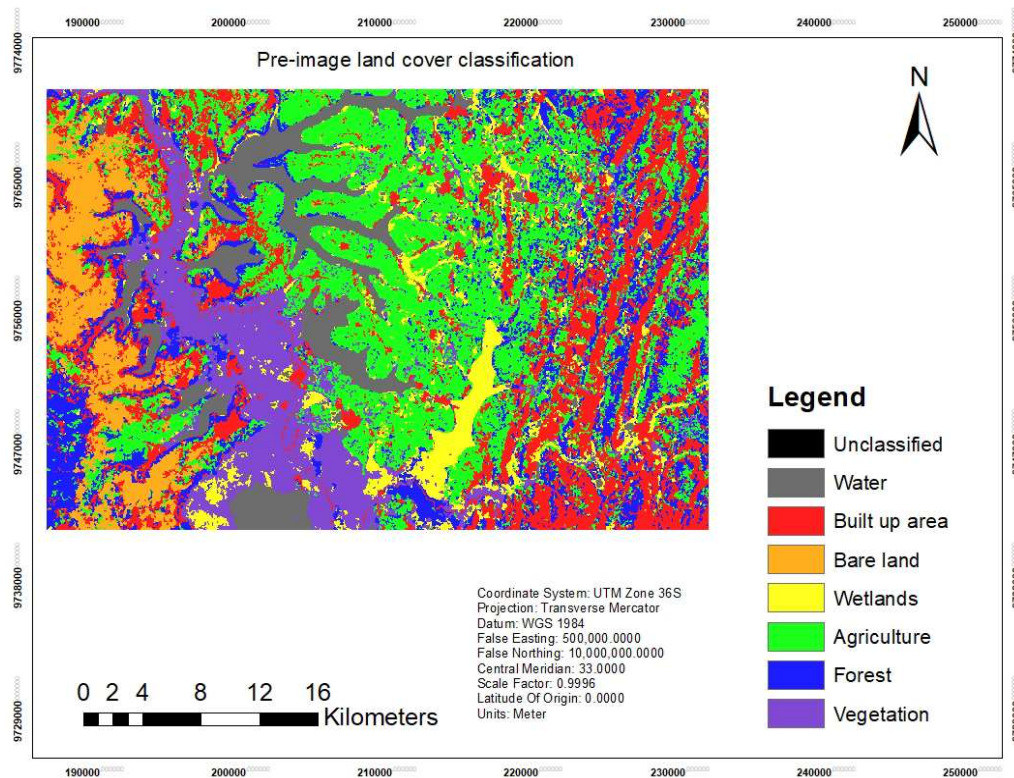 190000 200000 210000 220000 230000 240000 250000
9774000
Pre-image land cover classification
N
9765000
9756000
9747000
9738000
9729000
Legend
Unclassified
Water
Built up area
Bare land
Wetlands
Agriculture
Forest
Vegetation
Coordinate System: UTM Zone 36S
Projection: Transverse Mercator
Datum: WGS 1984
False Easting: 500,000.0000
False Northing: 10,000,000.0000
Central Meridian: 33.0000
Scale Factor: 0.9996
Latitude Of Origin: 0.0000
Units: Meter
0 2 4 8 12 16
Kilometers
190000 200000 210000 220000 230000 240000 250000